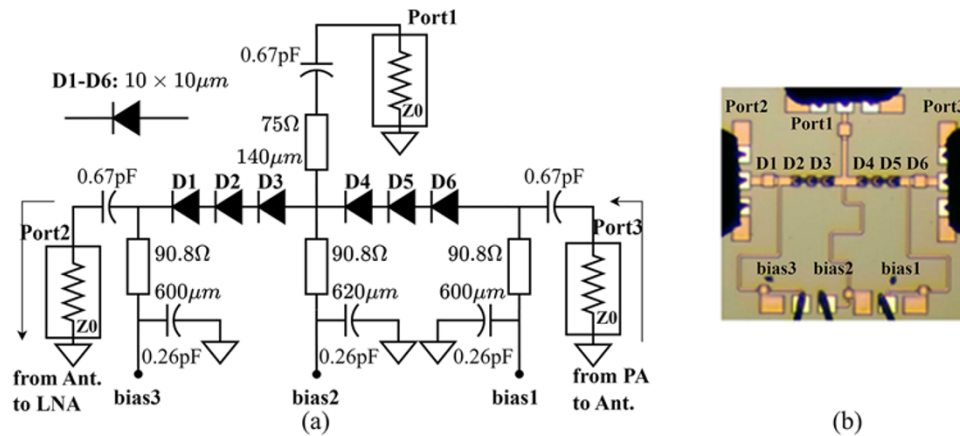 Port1
0.67pF
D1-D6: 10 × 10μm
Z0
75Ω
140μm
0.67pF
D1 D2 D3 D4 D5 D6
0.67pF
Port2
Port3
90.8Ω
90.8Ω
90.8Ω
600μm
620μm
600μm
Z0
Z0
0.26pF
0.26pF
0.26pF
from Ant.
to LNA
bias3
bias2
bias1
from PA
to Ant.
(a)
Port2
Port3
Port1
D1 D2 D3 D4 D5 D6
bias3 bias2 bias1
(b)